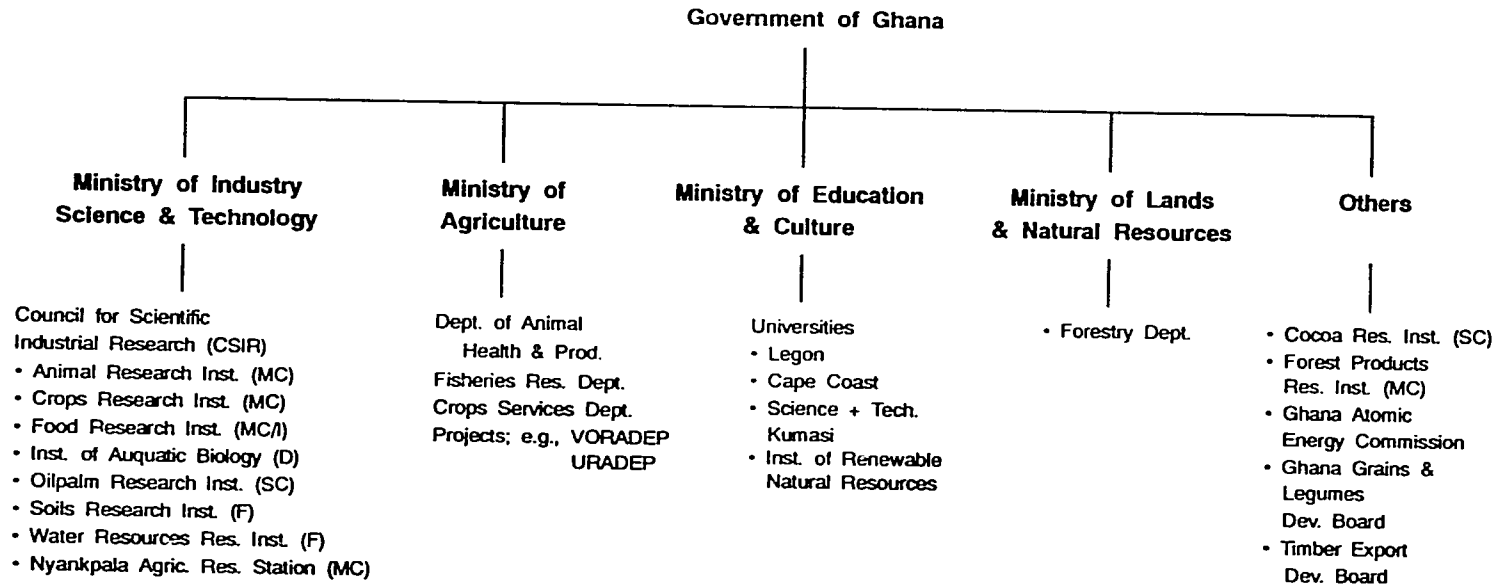 Government of Ghana
Ministry of Industry
Science & Technology
Council for Scientific
Industrial Research (CSIR)
• Animal Research Inst. (MC)
• Crops Research Inst. (MC)
• Food Research Inst. (MC/I)
• Inst. of Auquatic Biology (D)
• Oilpalm Research Inst. (SC)
• Soils Research Inst. (F)
• Water Resources Res. Inst. (F)
• Nyankpala Agric. Res. Station (MC)
Ministry of
Agriculture
Dept. of Animal
Health & Prod.
Fisheries Res. Dept.
Crops Services Dept.
Projects; e.g., VORADEP
URADEP
Ministry of Education
& Culture
Universities
• Legon
• Cape Coast
• Science + Tech.
Kumasi
• Inst. of Renewable
Natural Resources
Ministry of Lands
& Natural Resources
• Forestry Dept.
Others
• Cocoa Res. Inst. (SC)
• Forest Products
Res. Inst. (MC)
• Ghana Atomic
Energy Commission
• Ghana Grains &
Legumes
Dev. Board
• Timber Export
Dev. Board